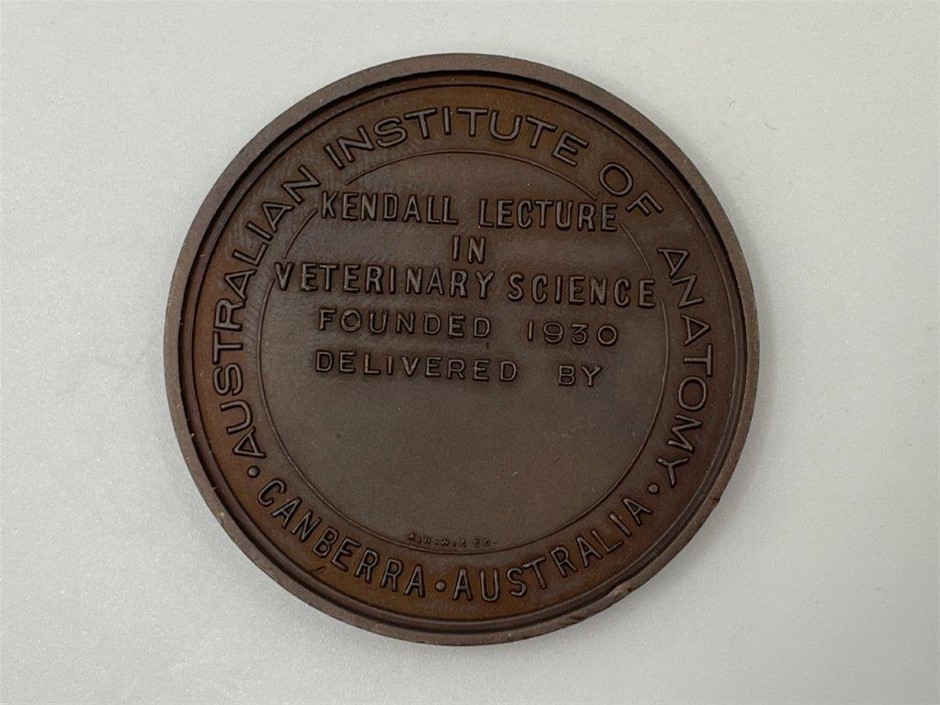 AUSTRALIAN INSTITUTE OF ANATOMY
KENDALL LECTURE
IN
VETERINARY SCIENCE
FOUNDED 1930
DELIVERED BY
• CANBERRA • AUSTRALIA •